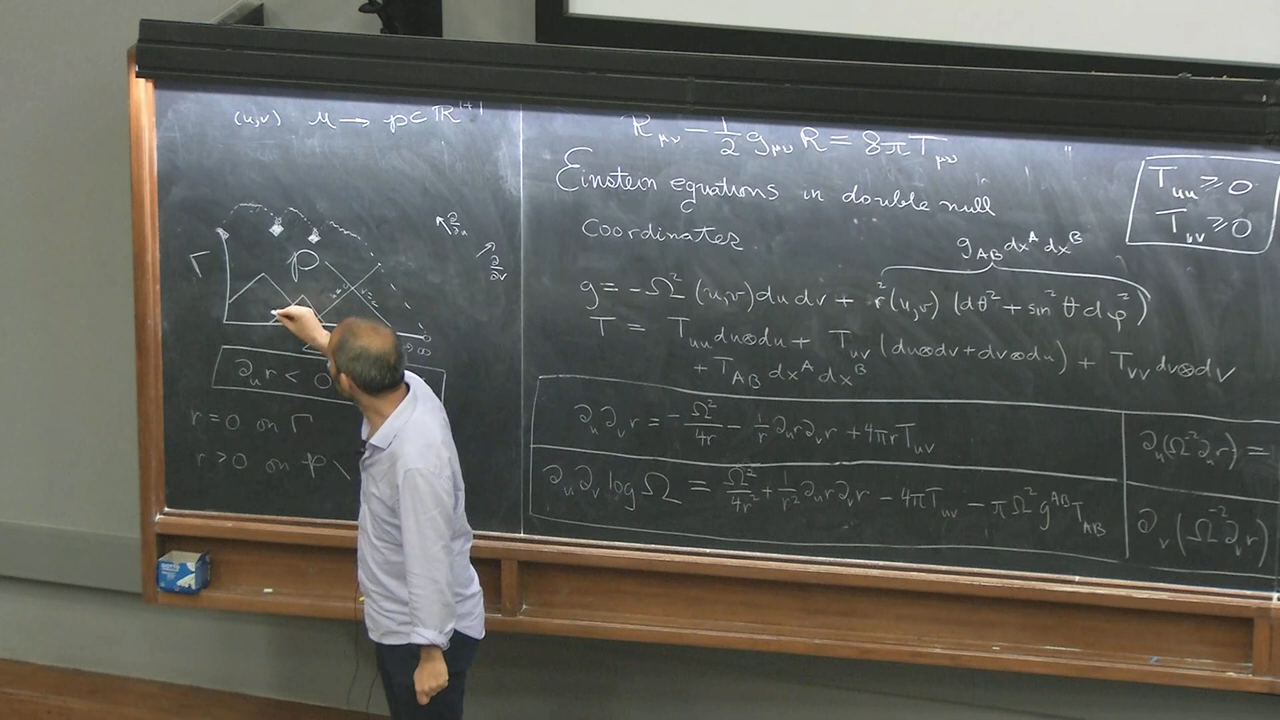 (u,v) M → P ⊂ ℝ¹⁺¹
∂/∂u
∂/∂v
Γ
P
∂_u r < 0
r = 0 on Γ
r > 0 on P \
R_μν − 1/2 g_μν R = 8π T_μν
Einstein equations in double null
coordinates.
g_AB dx^A dx^B
g = −Ω² (u,v) du dv + r²(u,v) (dθ² + sin²θ dφ²)
T = T_uu du⊗du + T_uv (du⊗dv + dv⊗du) + T_vv dv⊗dv
+ T_AB dx^A dx^B
∂_u ∂_v r = −Ω²/4r − 1/r ∂_u r ∂_v r + 4πr T_uv
∂_u ∂_v log Ω = Ω²/4r² + 1/r² ∂_u r ∂_v r − 4πT_uv − πΩ² g^AB T_AB
T_uu ≥ 0
T_vv ≥ 0
∂_u (Ω⁻² ∂_u r) =
∂_v (Ω⁻² ∂_v r)